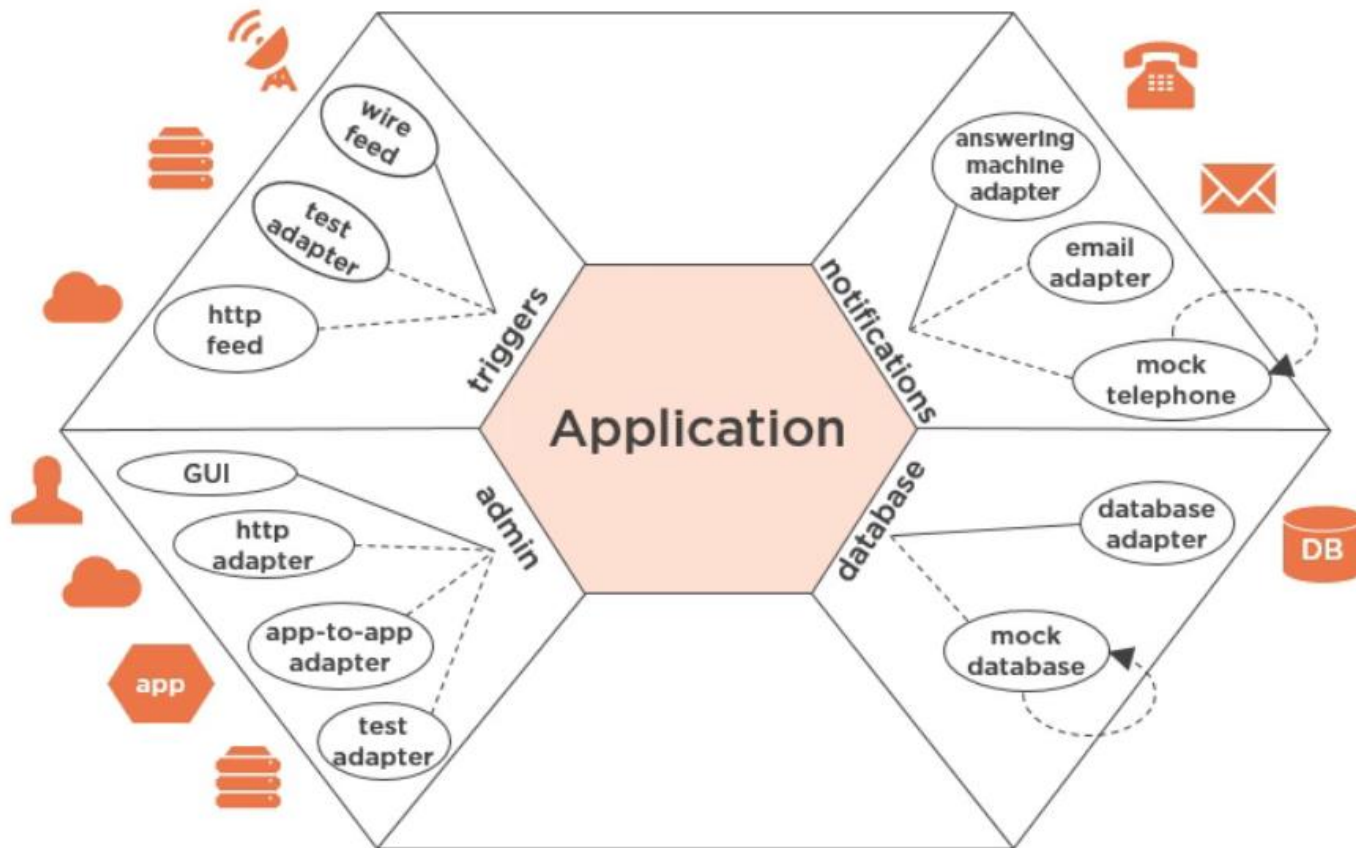 wire
feed
test
adapter
http
feed
triggers
answering
machine
adapter
email
adapter
mock
telephone
notifications
Application
GUI
http
adapter
app-to-app
adapter
test
adapter
admin
app
database
database
adapter
mock
database
DB